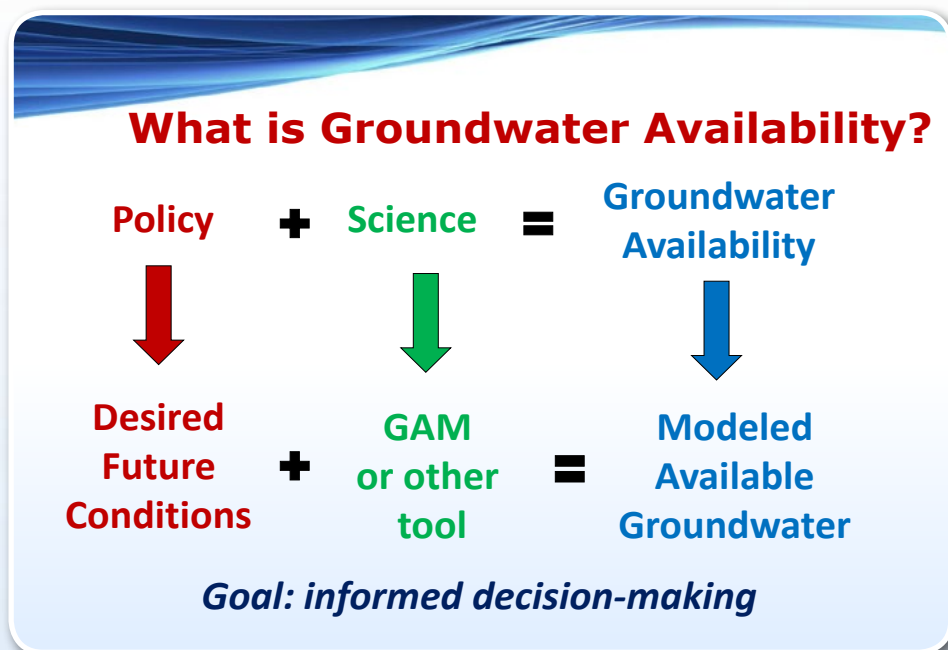 What is Groundwater Availability?
Policy + Science = Groundwater
Availability
Desired
Future
Conditions
+
GAM
or other
tool
=
Modeled
Available
Groundwater
Goal: informed decision-making